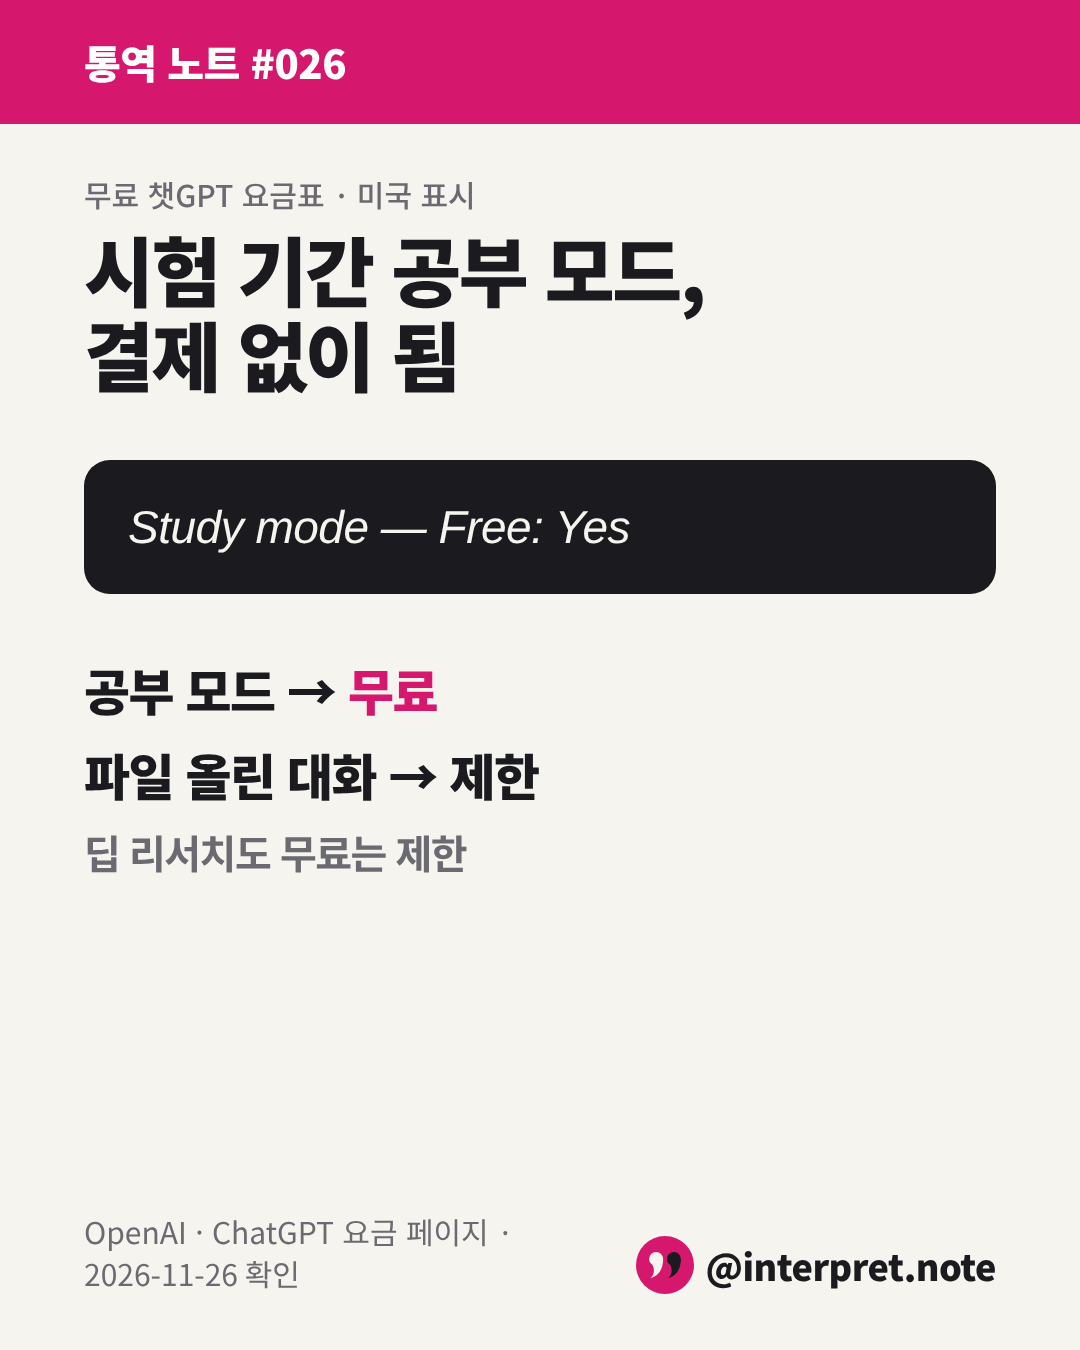 통역 노트 #026
무료 챗GPT 요금표 · 미국 표시
시험 기간 공부 모드,
결제 없이 됨
Study mode — Free: Yes
공부 모드 → 무료
파일 올린 대화 → 제한
딥 리서치도 무료는 제한
OpenAI · ChatGPT 요금 페이지 ·
2026-11-26 확인
@interpret.note